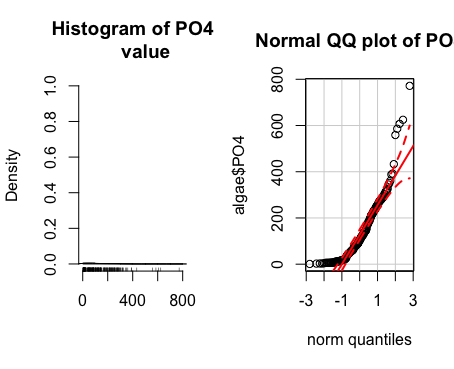 Histogram of PO4
value
Density
0.0 0.2 0.4 0.6 0.8 1.0
0 400 800
Normal QQ plot of PO
algae$PO4
0 200 400 600 800
-3 -1 1 3
norm quantiles